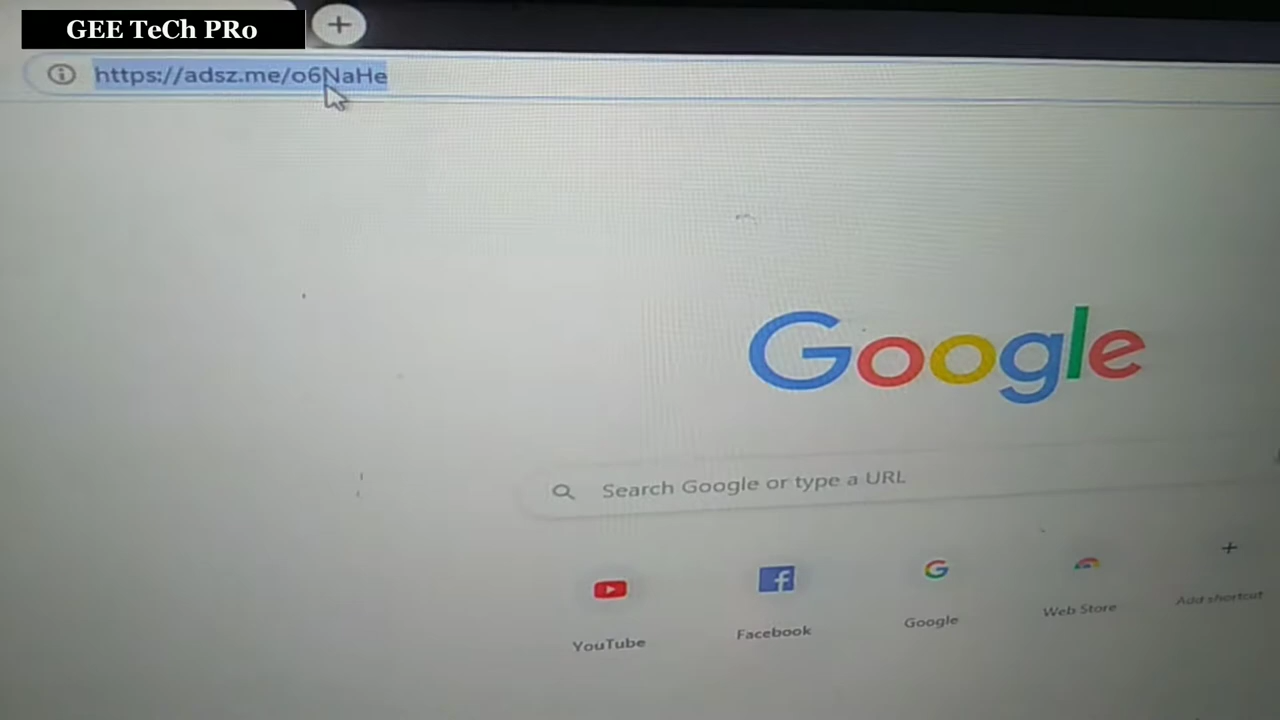 GEE TeCh PRo
https://adsz.me/o6NaHe
Google
Search Google or type a URL
YouTube
Facebook
Google
Web Store
Add shortcut